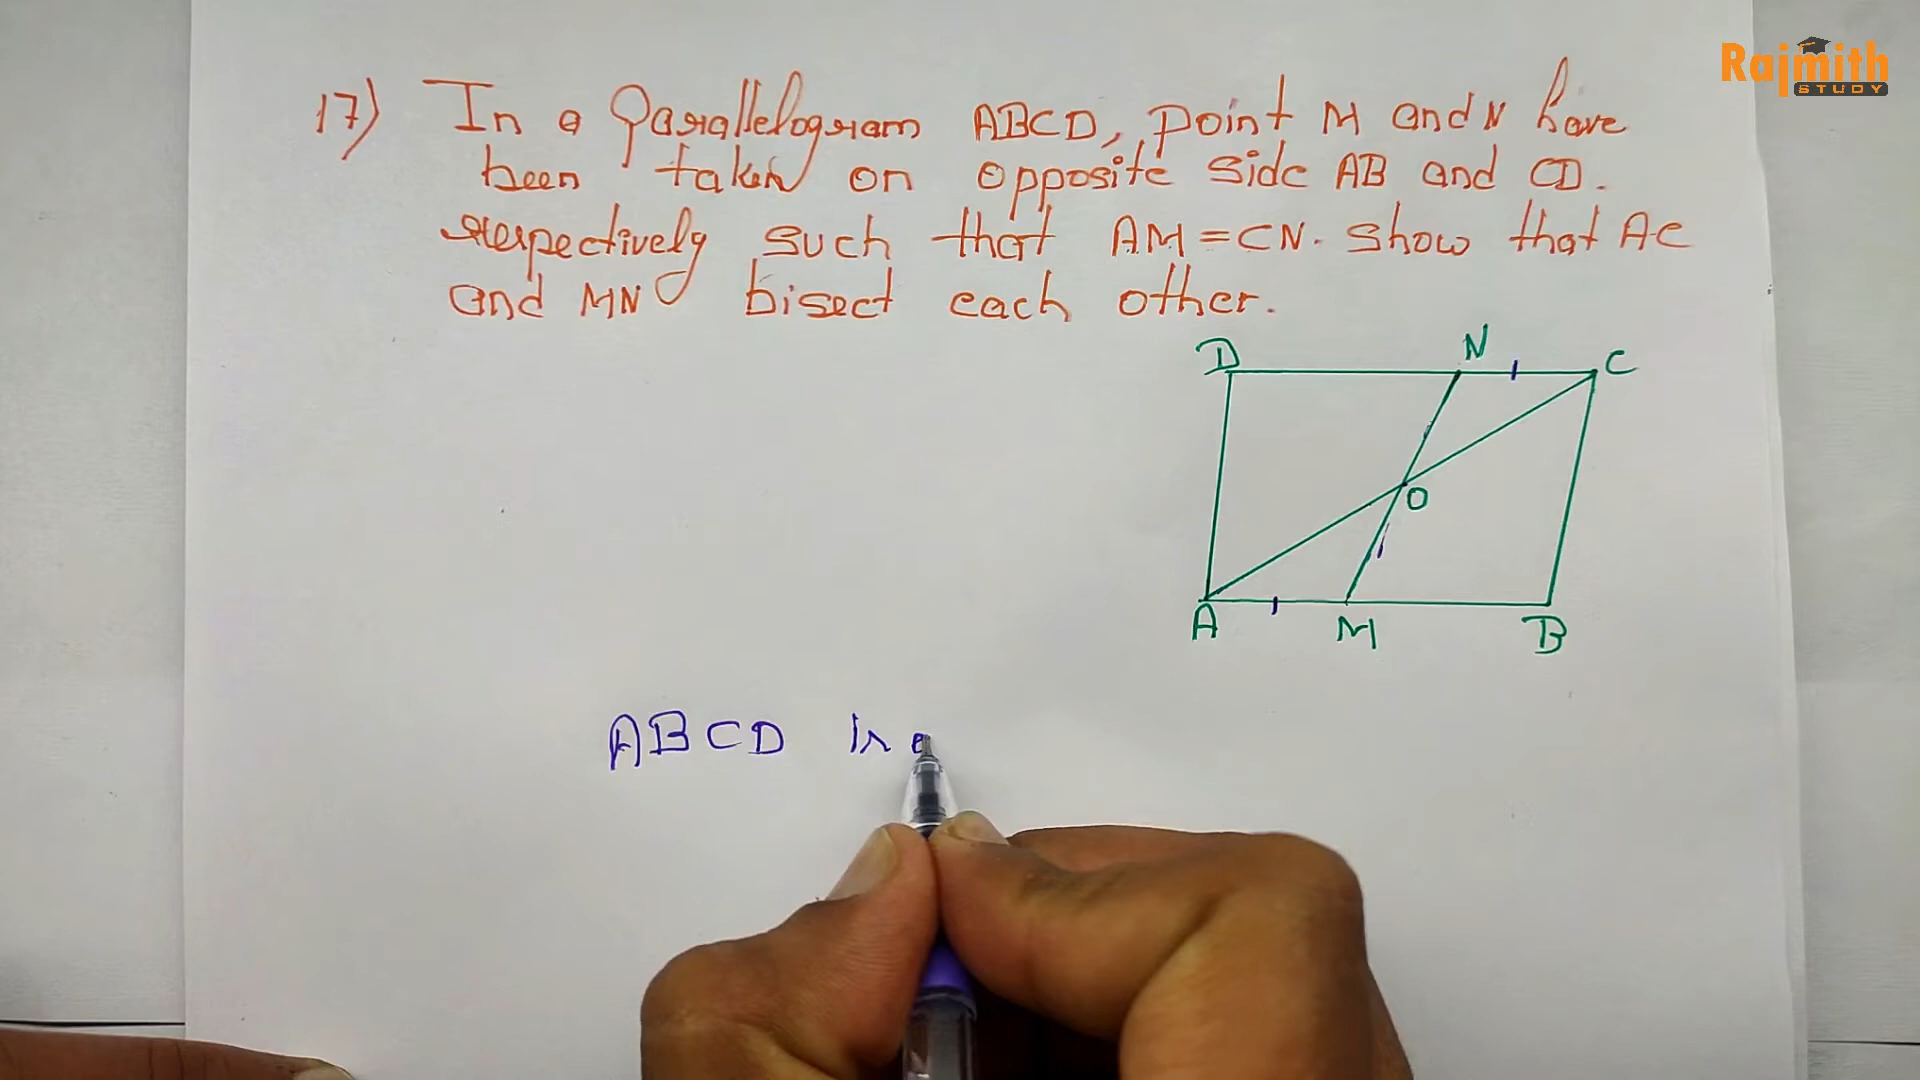 Rajmith
STUDY
17) In a Parallelogram ABCD, point M and N have
been taken on opposite side AB and CD.
respectively such that AM=CN. show that AC
and MN bisect each other.
D N C
O
A M B
ABCD is a